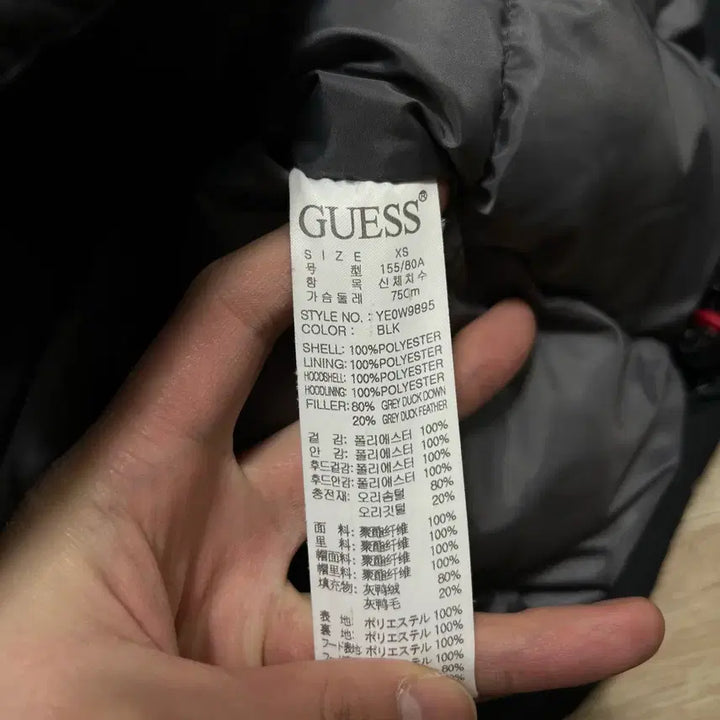 GUESS®
SIZE XS
号 型 155/80A
항 목 신체치수
가슴둘레 75Cm
STYLE NO. : YE0W9895
COLOR : BLK
SHELL: 100%POLYESTER
LINING: 100%POLYESTER
HOODSHELL: 100%POLYESTER
HOODLINING: 100%POLYESTER
FILLER: 80% GREY DUCK DOWN
20% GREY DUCK FEATHER
겉 감: 폴리에스터 100%
안 감: 폴리에스터 100%
후드겉감: 폴리에스터 100%
후드안감: 폴리에스터 100%
충전재: 오리솜털 80%
오리깃털 20%
面 料: 聚酯纤维 100%
里 料: 聚酯纤维 100%
帽面料: 聚酯纤维 100%
帽里料: 聚酯纤维 100%
填充物: 灰鸭绒 80%
灰鸭毛 20%
表 地: ポリエステル 100%
裏 地: ポリエステル 100%
フード表地: ポリエステル 100%
100%
80%